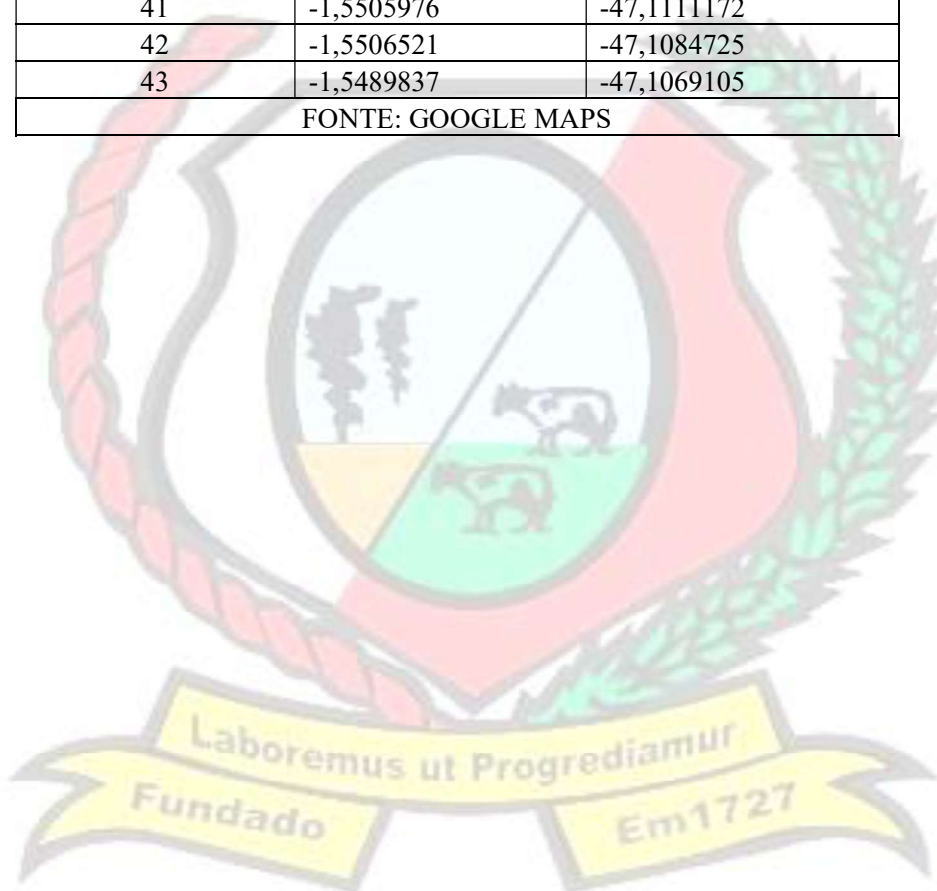 41 -1,5505976 -47,1111172
42 -1,5506521 -47,1084725
43 -1,5489837 -47,1069105
FONTE: GOOGLE MAPS
Laboremus ut Progrediamur
Fundado Em1727